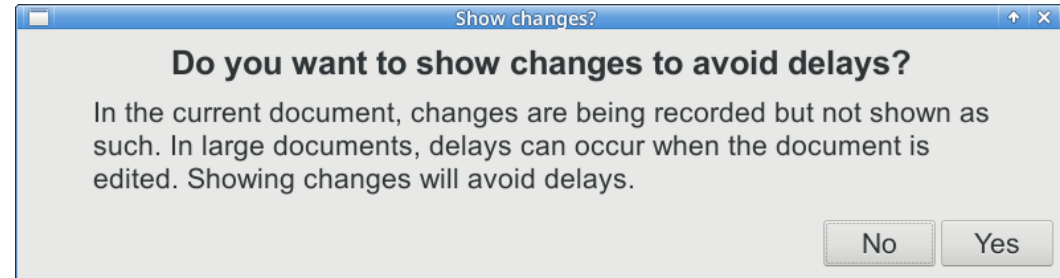 Show changes?
Do you want to show changes to avoid delays?
In the current document, changes are being recorded but not shown as
such. In large documents, delays can occur when the document is
edited. Showing changes will avoid delays.
No Yes